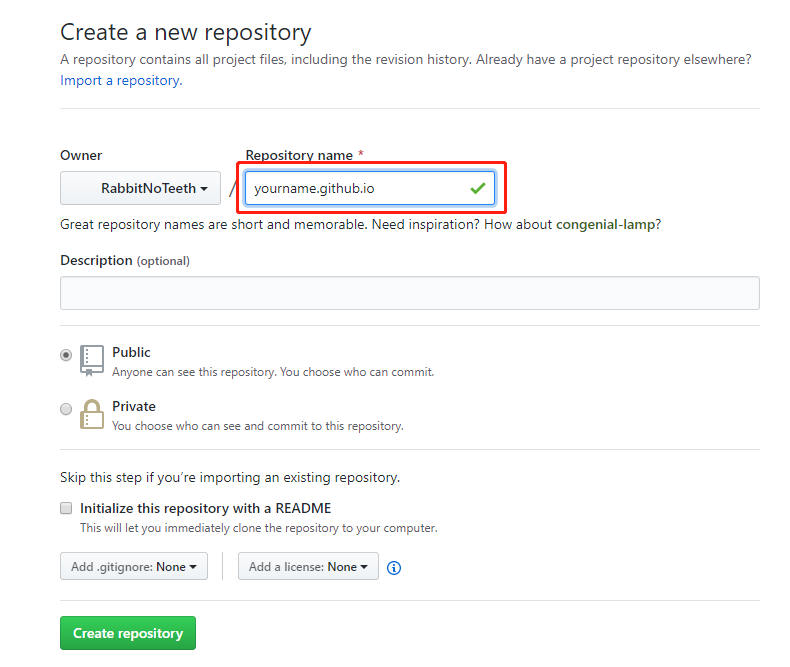 Create a new repository
A repository contains all project files, including the revision history. Already have a project repository elsewhere?
Import a repository.
Owner
Repository name *
RabbitNoTeeth
/
yourname.github.io
Great repository names are short and memorable. Need inspiration? How about congenial-lamp?
Description (optional)
Public
Anyone can see this repository. You choose who can commit.
Private
You choose who can see and commit to this repository.
Skip this step if you’re importing an existing repository.
Initialize this repository with a README
This will let you immediately clone the repository to your computer.
Add .gitignore: None
Add a license: None
Create repository